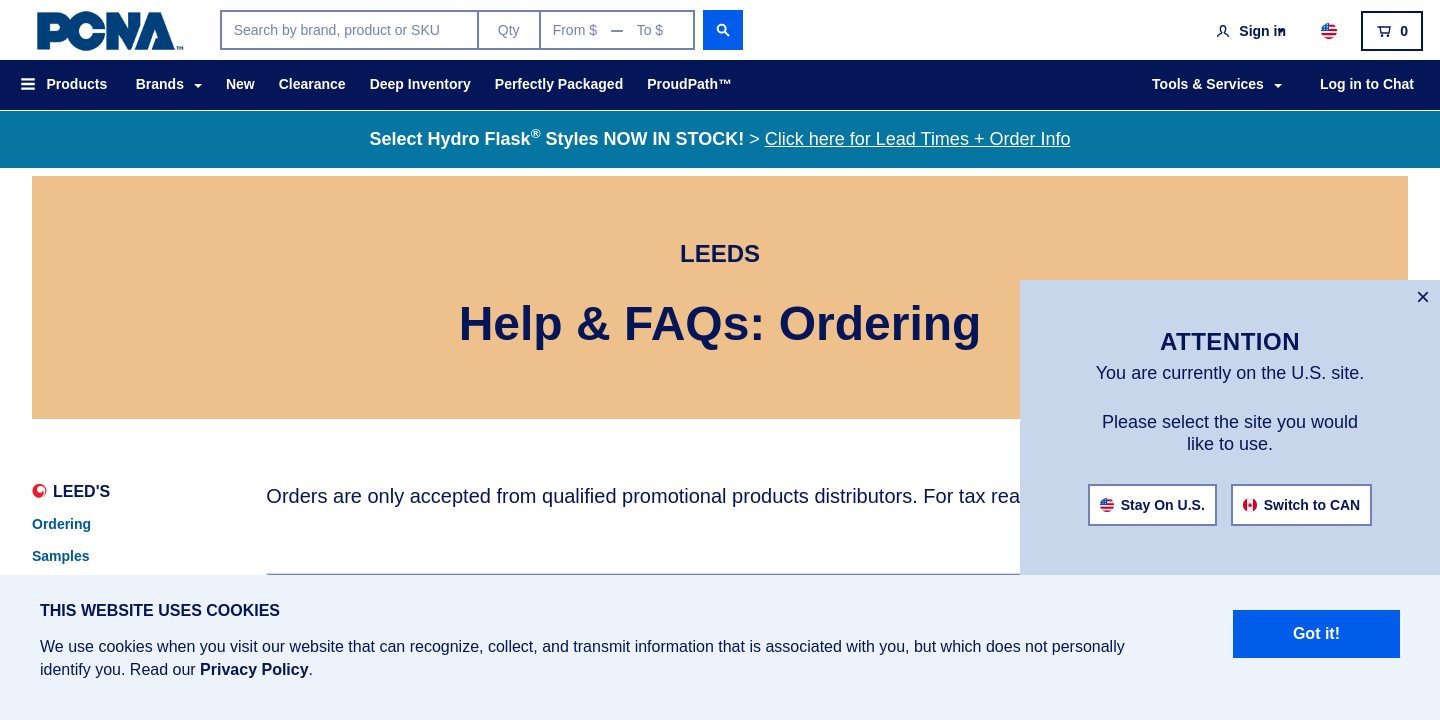 PCNA™
Search by brand, product or SKU
Qty
From $ — To $
Sign in
0
Products
Brands
New
Clearance
Deep Inventory
Perfectly Packaged
ProudPath™
Tools & Services
Log in to Chat
Select Hydro Flask® Styles NOW IN STOCK! > Click here for Lead Times + Order Info
LEEDS
Help & FAQs: Ordering
×
ATTENTION
You are currently on the U.S. site.
Please select the site you would
like to use.
Stay On U.S.
Switch to CAN
LEED'S
Ordering
Samples
Orders are only accepted from qualified promotional products distributors. For tax rea
THIS WEBSITE USES COOKIES
We use cookies when you visit our website that can recognize, collect, and transmit information that is associated with you, but which does not personally
identify you. Read our Privacy Policy.
Got it!